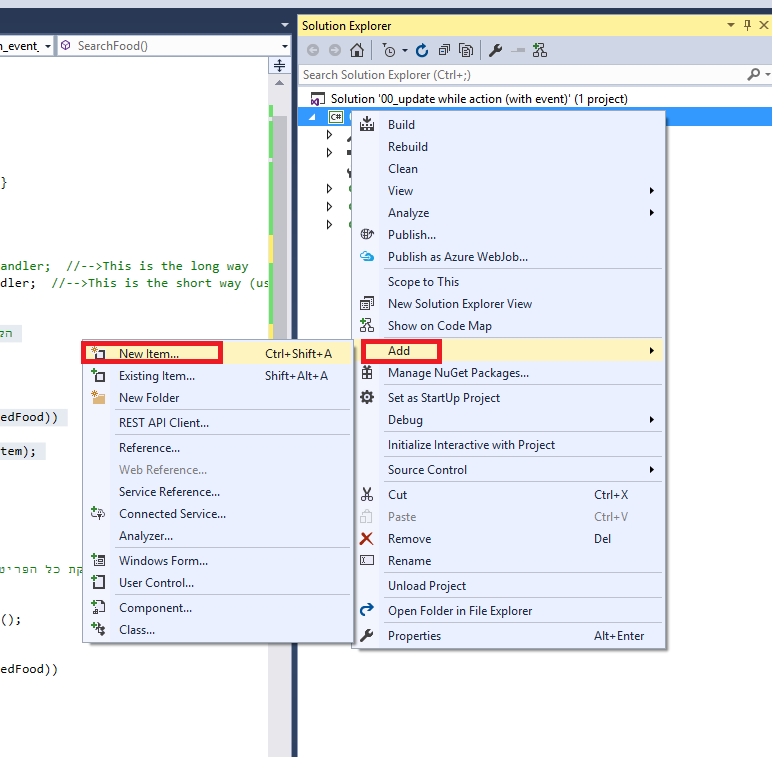 Solution Explorer
n_event_
SearchFood()
Search Solution Explorer (Ctrl+;)
Solution '00_update while action (with event)' (1 project)
C#
}
andler; //-->This is the long way
dler; //-->This is the short way (us
הי
edFood))
tem);
קת כל הפריט
();
edFood))
Build
Rebuild
Clean
View
Analyze
Publish...
Publish as Azure WebJob...
Scope to This
New Solution Explorer View
Show on Code Map
Add
Manage NuGet Packages...
Set as StartUp Project
Debug
Initialize Interactive with Project
Source Control
Cut Ctrl+X
Paste Ctrl+V
Remove Del
Rename
Unload Project
Open Folder in File Explorer
Properties Alt+Enter
New Item... Ctrl+Shift+A
Existing Item... Shift+Alt+A
New Folder
REST API Client...
Reference...
Web Reference...
Service Reference...
Connected Service...
Analyzer...
Windows Form...
User Control...
Component...
Class...